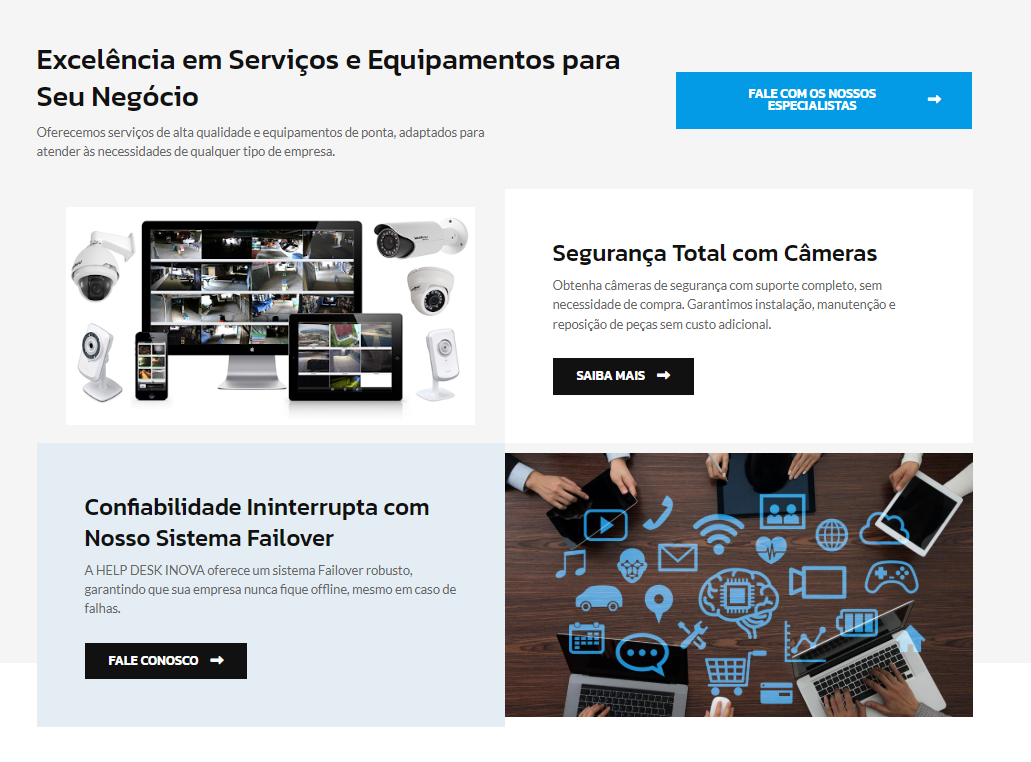 Excelência em Serviços e Equipamentos para
Seu Negócio
Oferecemos serviços de alta qualidade e equipamentos de ponta, adaptados para
atender às necessidades de qualquer tipo de empresa.
FALE COM OS NOSSOS
ESPECIALISTAS
Segurança Total com Câmeras
Obtenha câmeras de segurança com suporte completo, sem
necessidade de compra. Garantimos instalação, manutenção e
reposição de peças sem custo adicional.
SAIBA MAIS
Confiabilidade Ininterrupta com
Nosso Sistema Failover
A HELP DESK INOVA oferece um sistema Failover robusto,
garantindo que sua empresa nunca fique offline, mesmo em caso de
falhas.
FALE CONOSCO